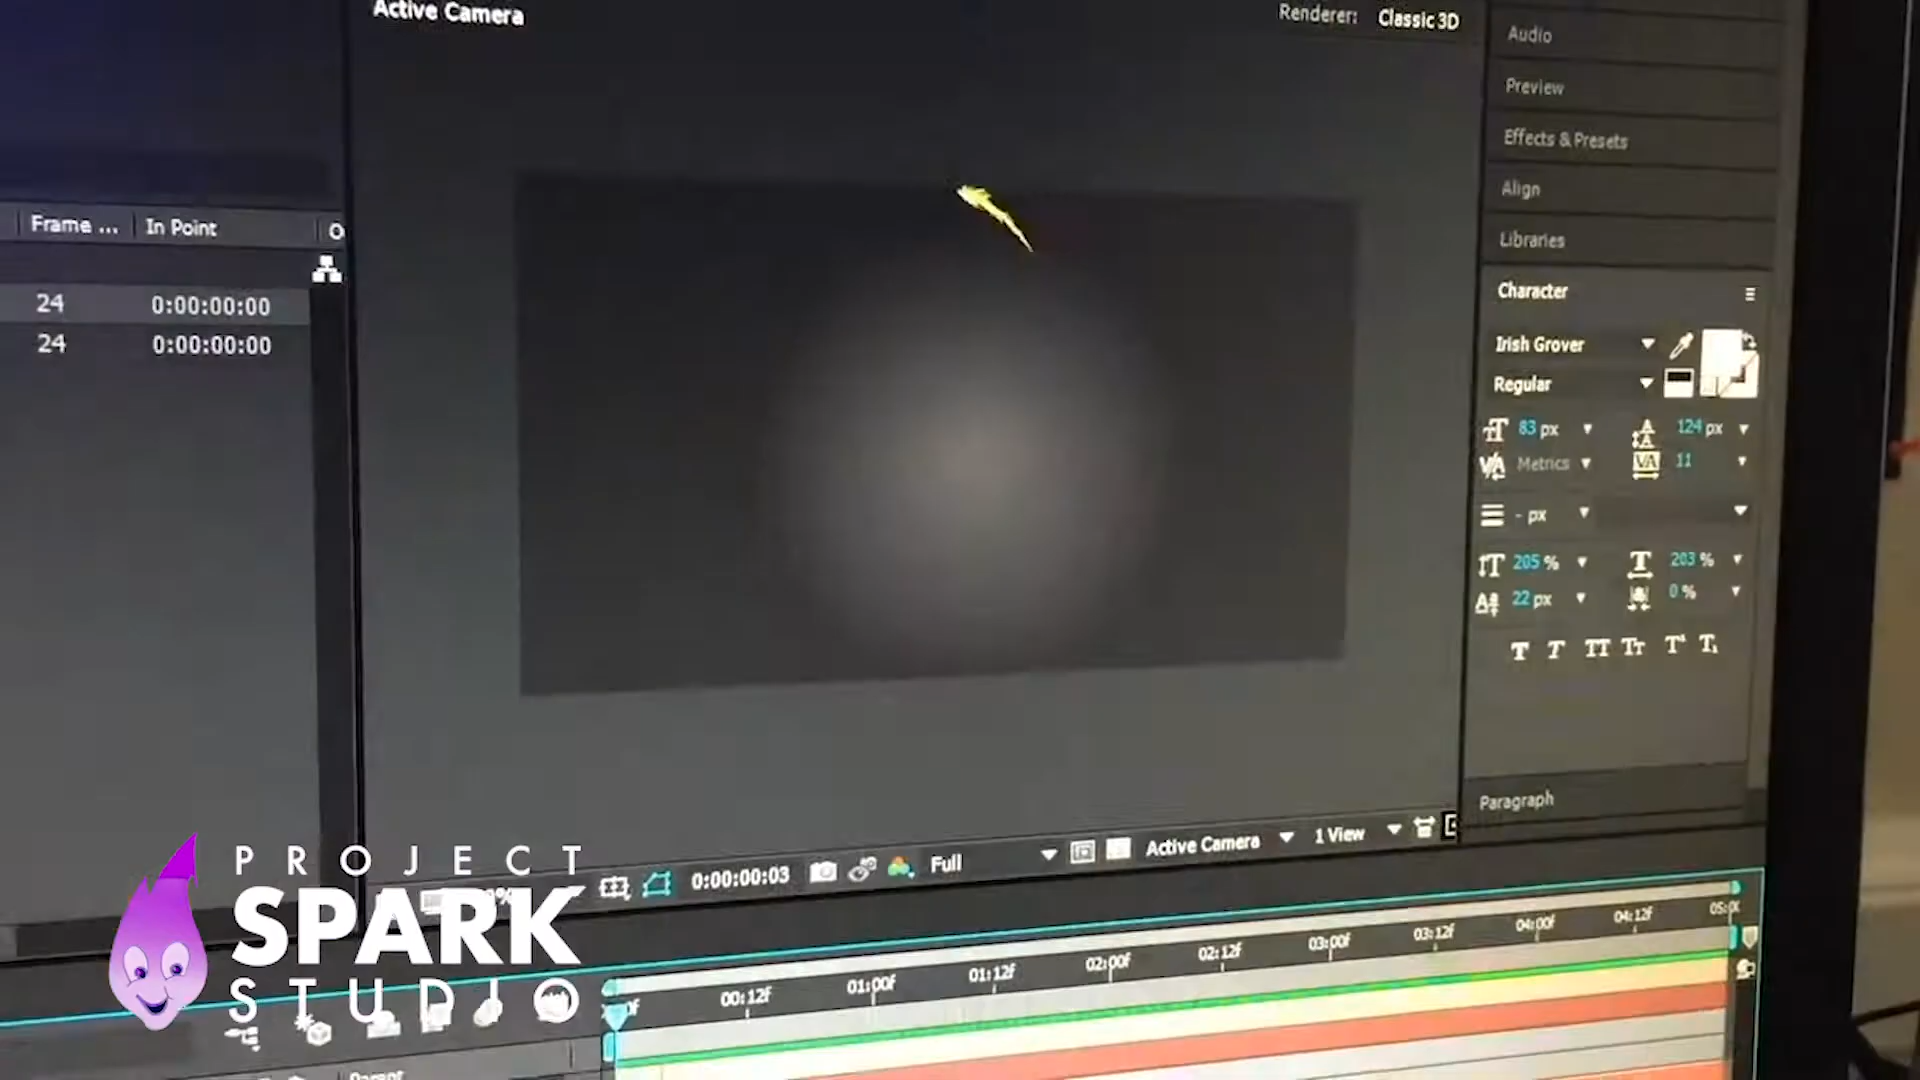 Active Camera
Renderer: Classic 3D
Audio
Preview
Effects & Presets
Align
Libraries
Character
Frame ... In Point
24 0:00:00:00
24 0:00:00:00
Irish Grover
Regular
83 px 124 px
Metrics 11
- px
205 % 203 %
22 px 0 %
T T TT Tt T T
Paragraph
0:00:00:03 Full Active Camera 1 View
PROJECT
SPARK
STUDIO
00:12f 01:00f 01:12f 02:00f 02:12f 03:00f 03:12f 04:00f 04:12f
Parent